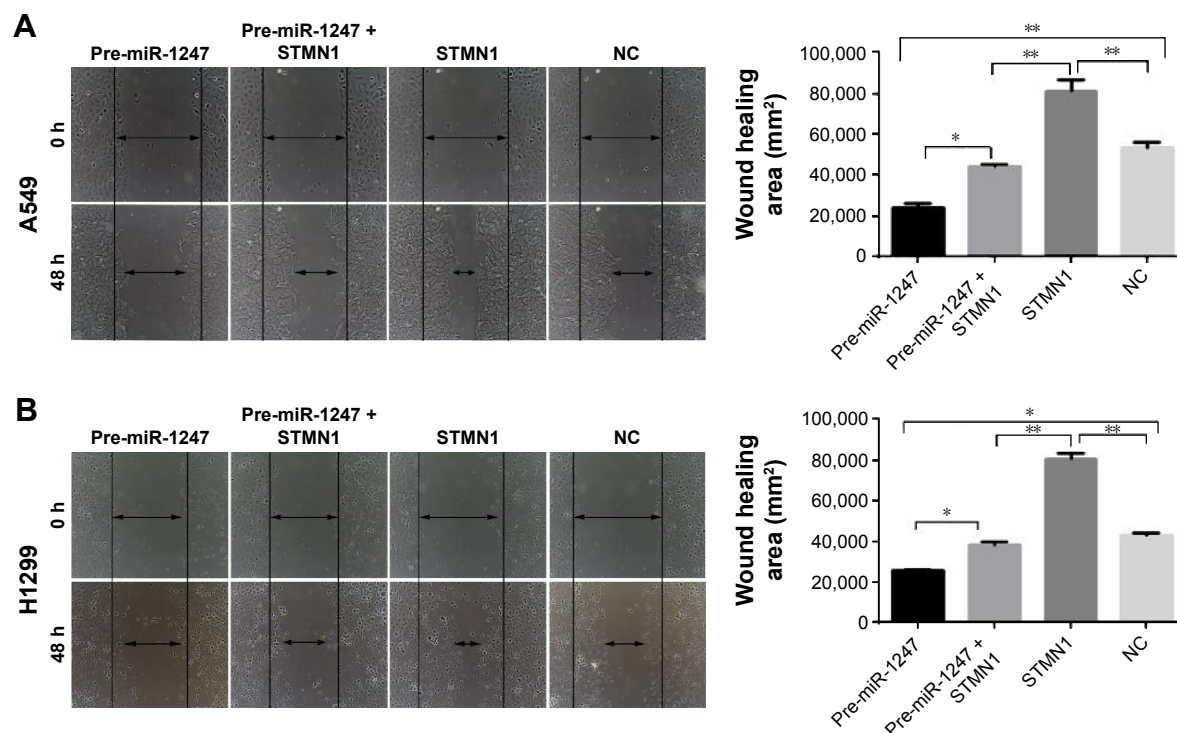 A
Pre-miR-1247
Pre-miR-1247 +
STMN1
STMN1
NC
0 h
48 h
A549
Wound healing
area (mm²)
100,000
80,000
60,000
40,000
20,000
0
**
**
**
*
Pre-miR-1247
Pre-miR-1247 +
STMN1
STMN1
NC
B
Pre-miR-1247
Pre-miR-1247 +
STMN1
STMN1
NC
0 h
48 h
H1299
Wound healing
area (mm²)
100,000
80,000
60,000
40,000
20,000
0
*
**
**
*
Pre-miR-1247
Pre-miR-1247 +
STMN1
STMN1
NC